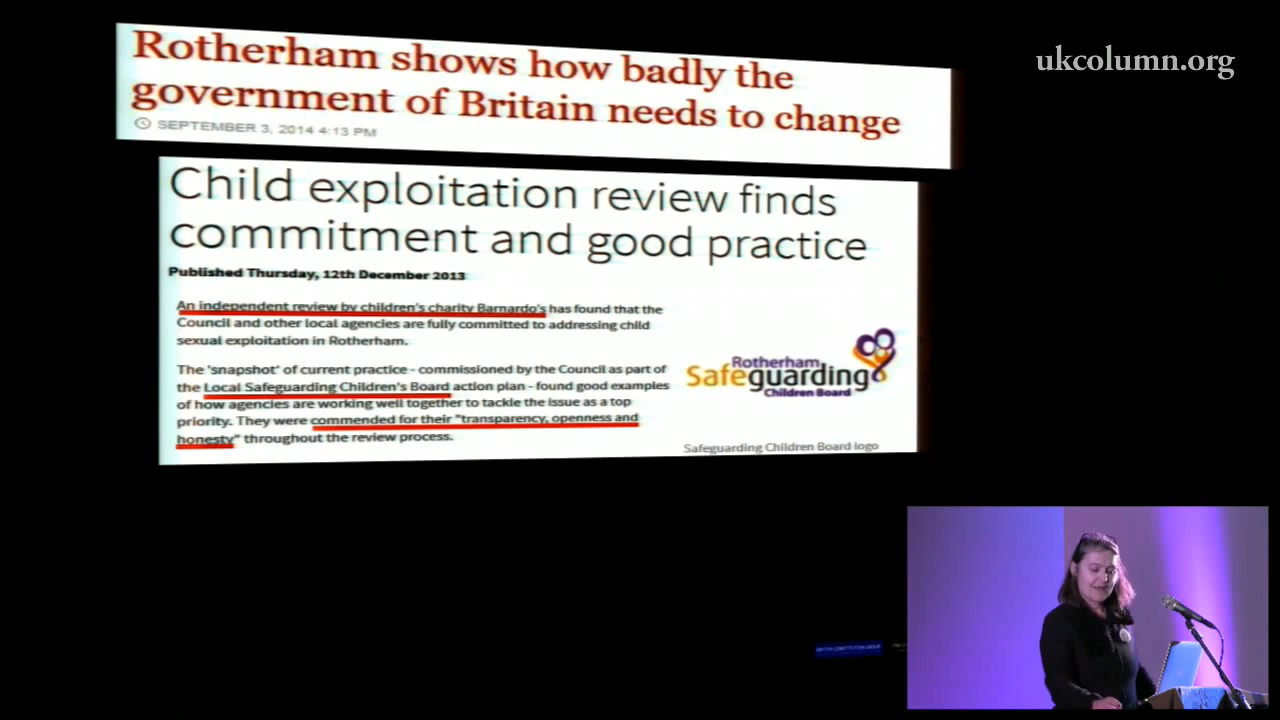 ukcolumn.org
Rotherham shows how badly the
government of Britain needs to change
SEPTEMBER 3, 2014 4:13 PM
Child exploitation review finds
commitment and good practice
Published Thursday, 12th December 2013
An independent review by children's charity Barnardo's has found that the
Council and other local agencies are fully committed to addressing child
sexual exploitation in Rotherham.
The 'snapshot' of current practice - commissioned by the Council as part of
the Local Safeguarding Children's Board action plan - found good examples
of how agencies are working well together to tackle the issue as a top
priority. They were commended for their "transparency, openness and
honesty" throughout the review process.
Rotherham
Safeguarding
Children Board
Safeguarding Children Board logo
BRITISH CONSTITUTION GROUP